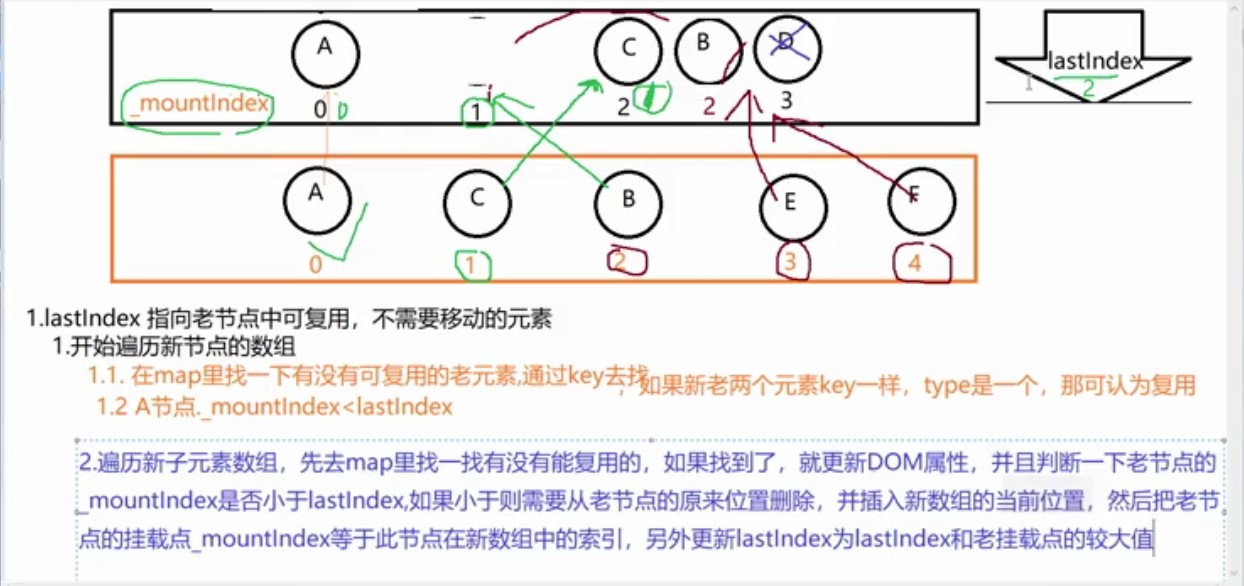 A
C
B
D
lastIndex
1
2
_mountIndex
0 0
1
2 1
2
3
A
C
B
E
F
0
1
2
3
4
1.lastIndex 指向老节点中可复用，不需要移动的元素
1.开始遍历新节点的数组
1.1. 在map里找一下有没有可复用的老元素,通过key去找，如果新老两个元素key一样，type是一个，那可认为复用
1.2 A节点._mountIndex<lastIndex
2.遍历新子元素数组，先去map里找一找有没有能复用的，如果找到了，就更新DOM属性，并且判断一下老节点的
_mountIndex是否小于lastIndex,如果小于则需要从老节点的原来位置删除，并插入新数组的当前位置，然后把老节
点的挂载点_mountIndex等于此节点在新数组中的索引，另外更新lastIndex为lastIndex和老挂载点的较大值